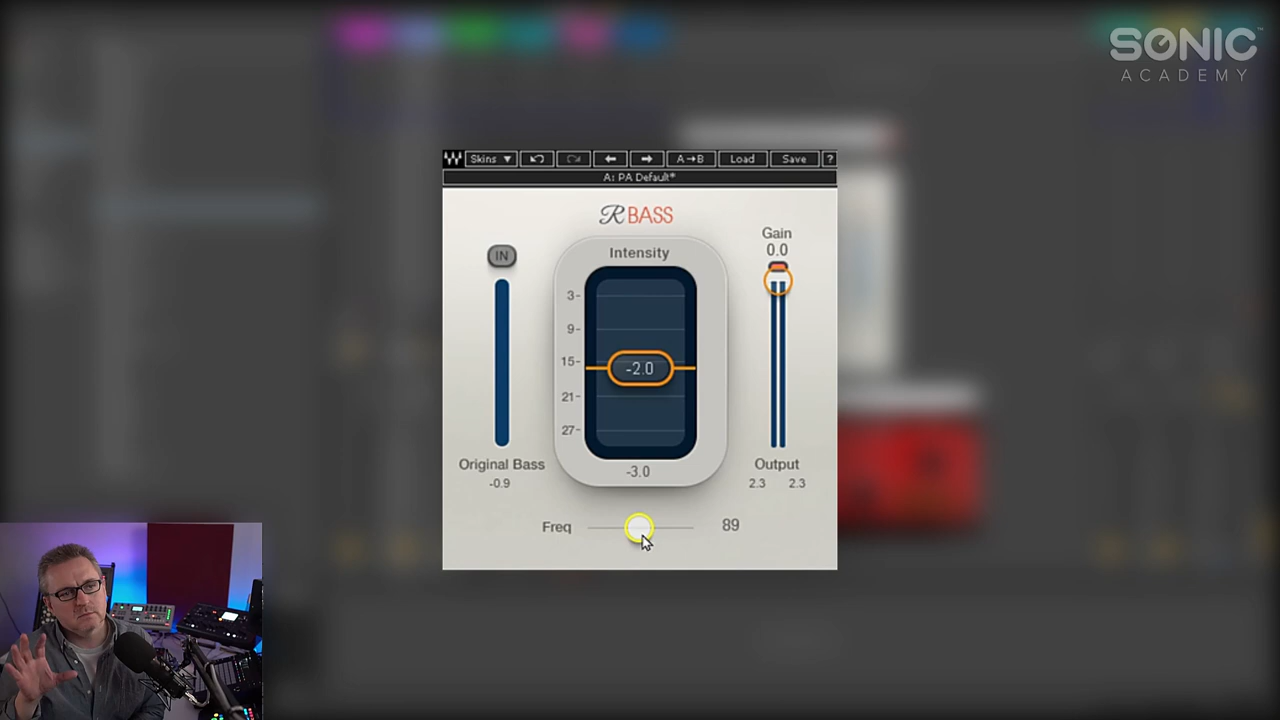 SONIC
ACADEMY
Skins A→B Load Save ?
A: PA Default*
R BASS
IN
Intensity
3-
9-
15-
21-
27-
-2.0
-3.0
Gain
0.0
Original Bass
-0.9
Output
2.3 2.3
Freq 89